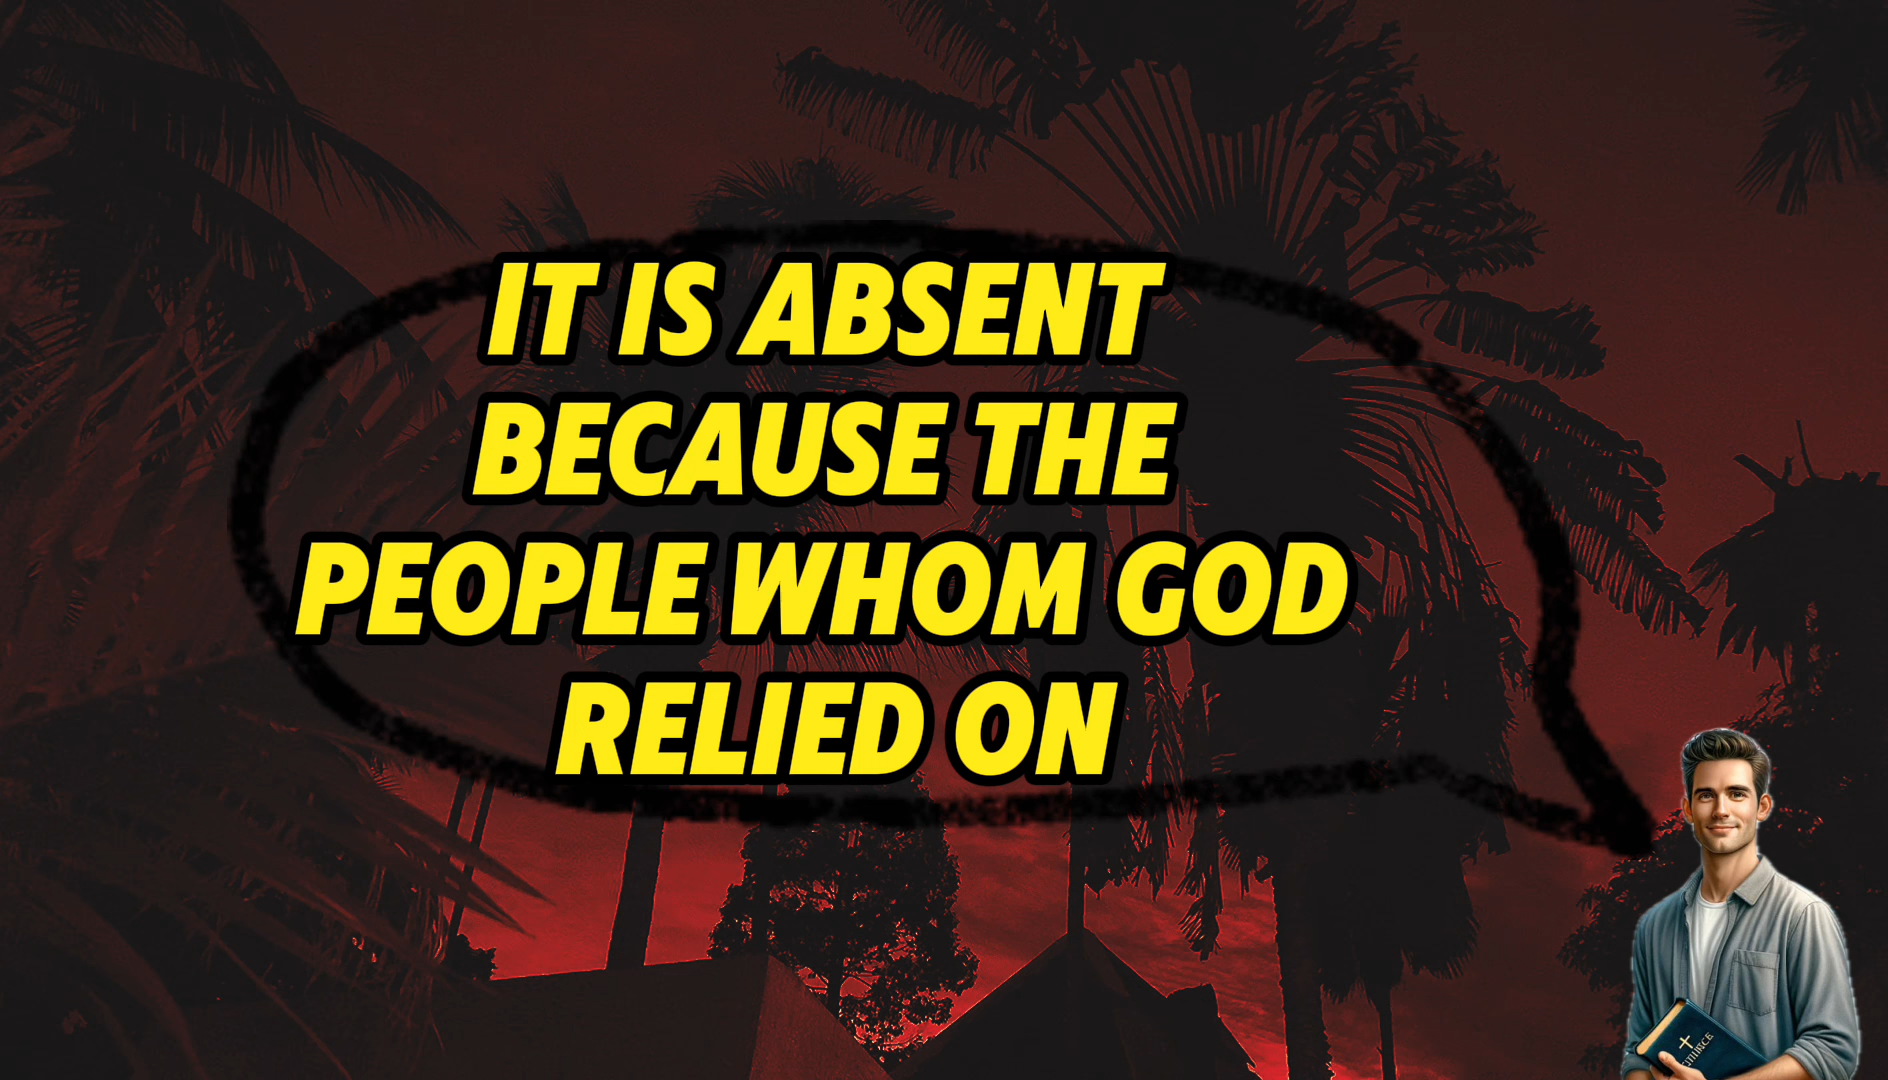 IT IS ABSENT
BECAUSE THE
PEOPLE WHOM GOD
RELIED ON